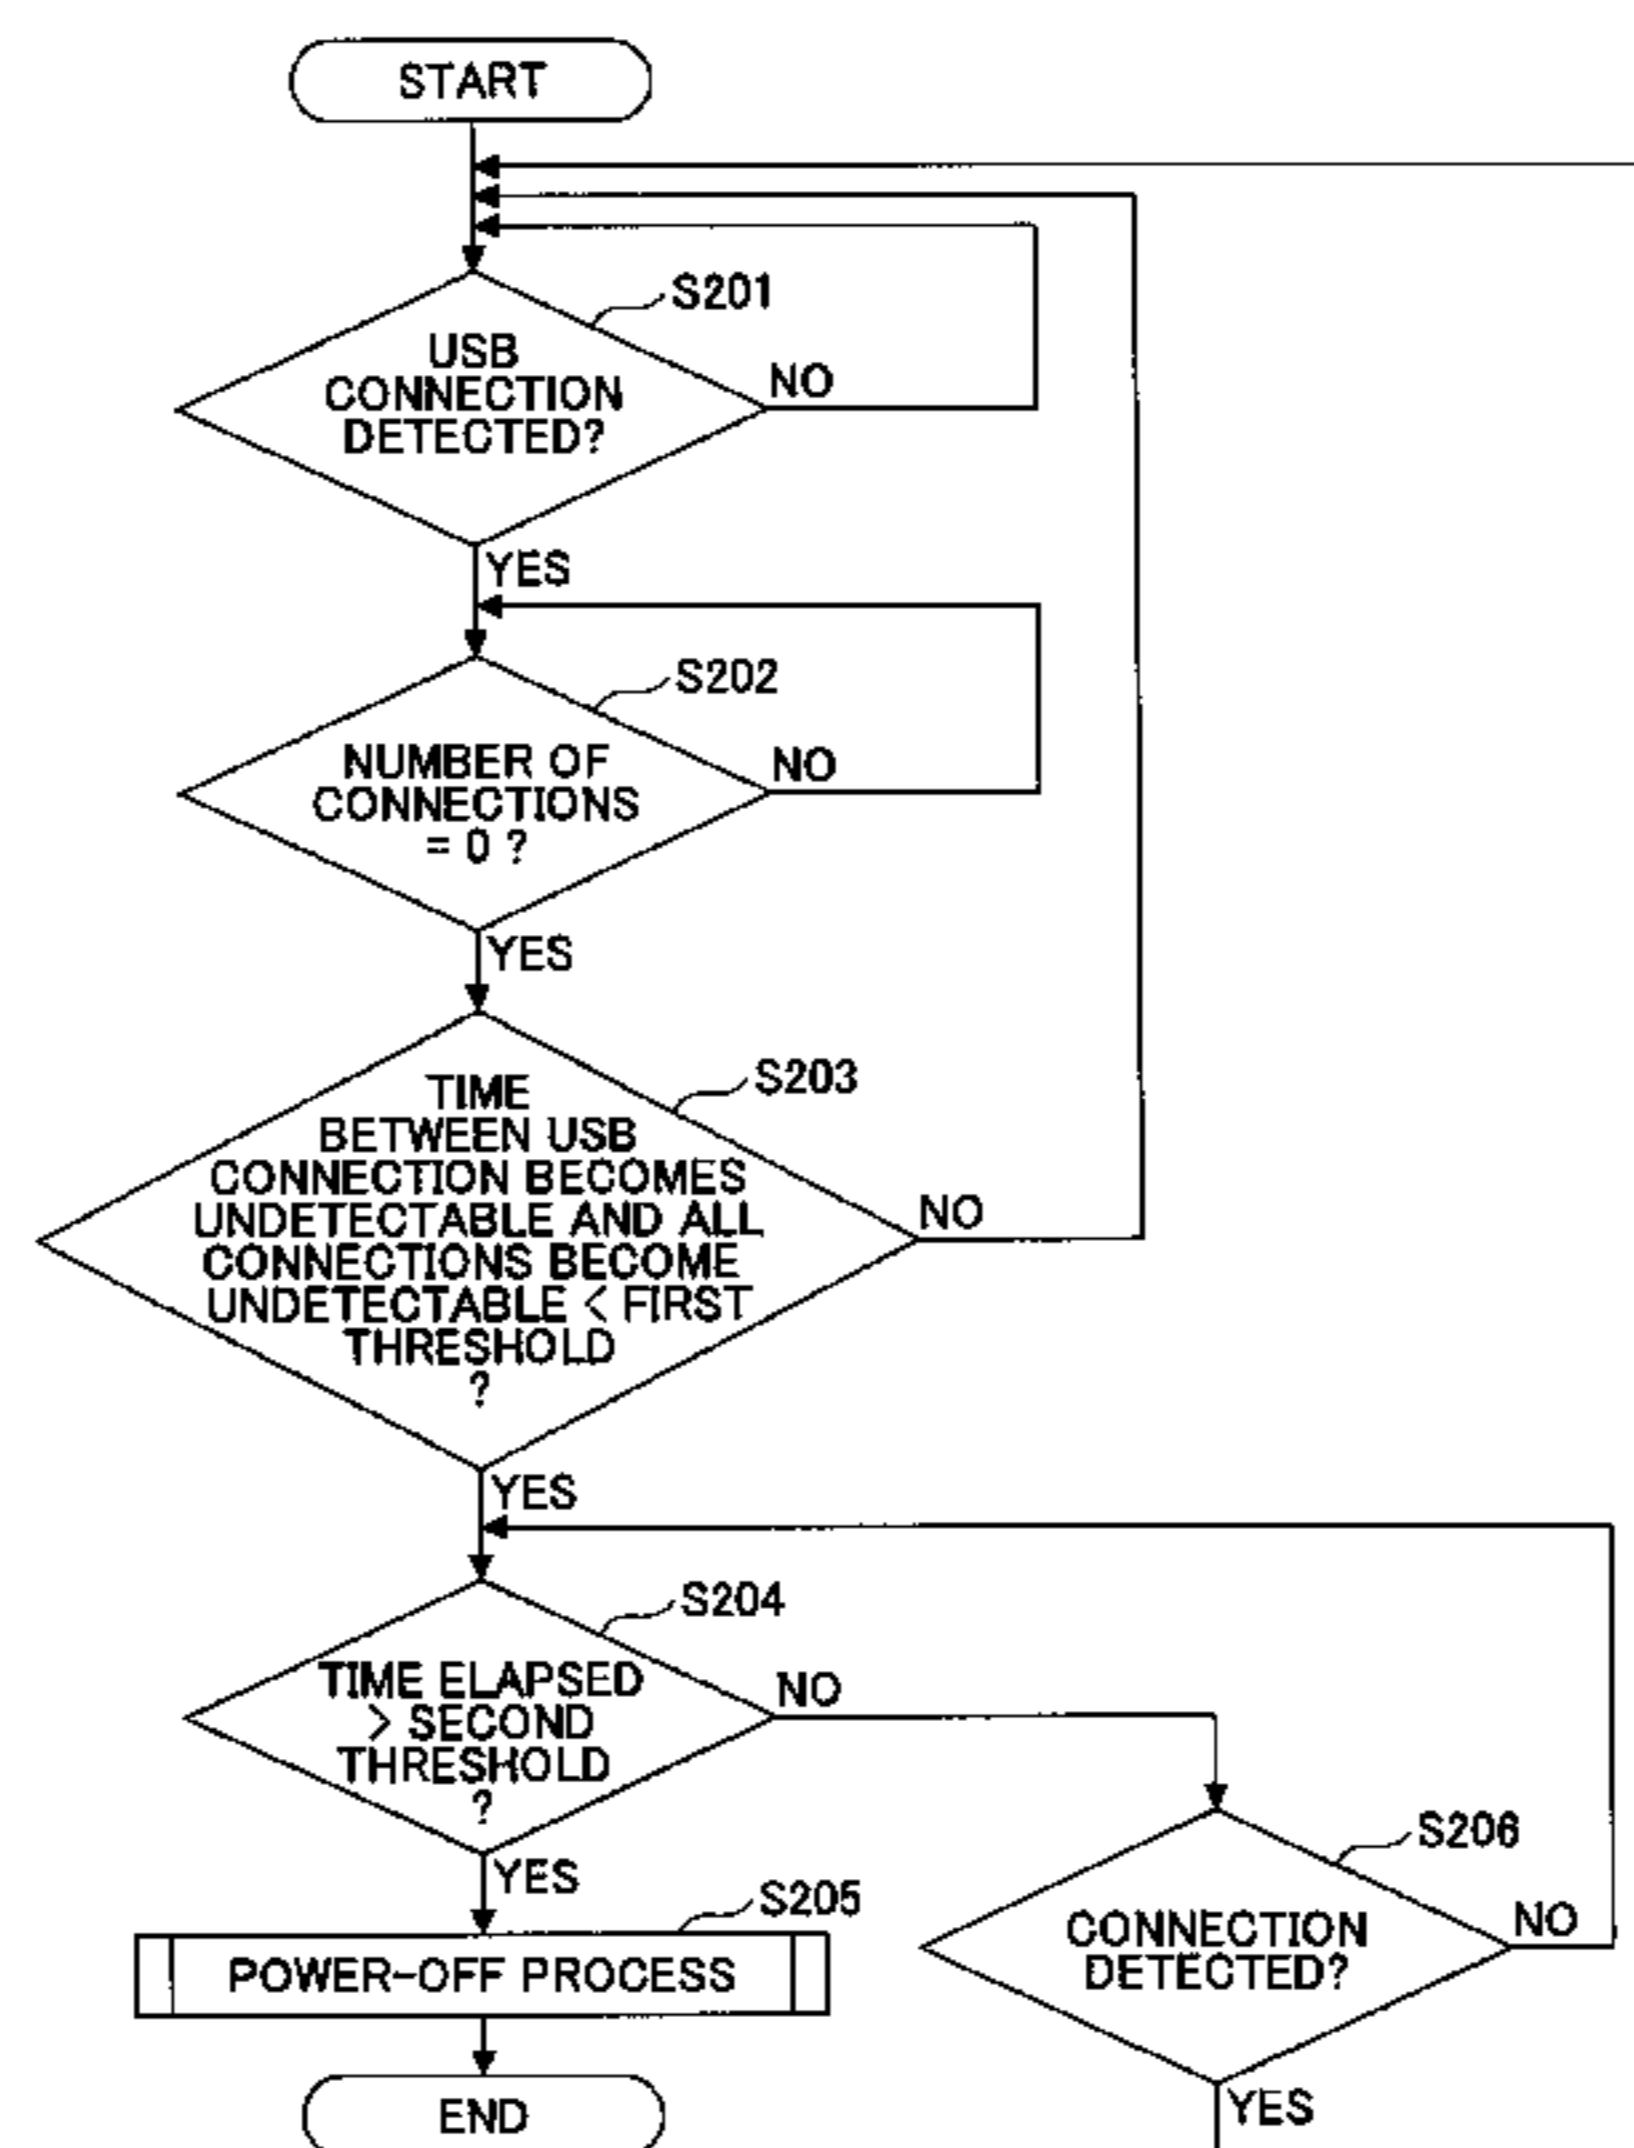 START
S201
USB
CONNECTION
DETECTED?
NO
YES
S202
NUMBER OF
CONNECTIONS
= 0 ?
NO
YES
S203
TIME
BETWEEN USB
CONNECTION BECOMES
UNDETECTABLE AND ALL
CONNECTIONS BECOME
UNDETECTABLE < FIRST
THRESHOLD
?
NO
YES
S204
TIME ELAPSED
> SECOND
THRESHOLD
?
NO
YES
S205
POWER-OFF PROCESS
S206
CONNECTION
DETECTED?
NO
YES
END